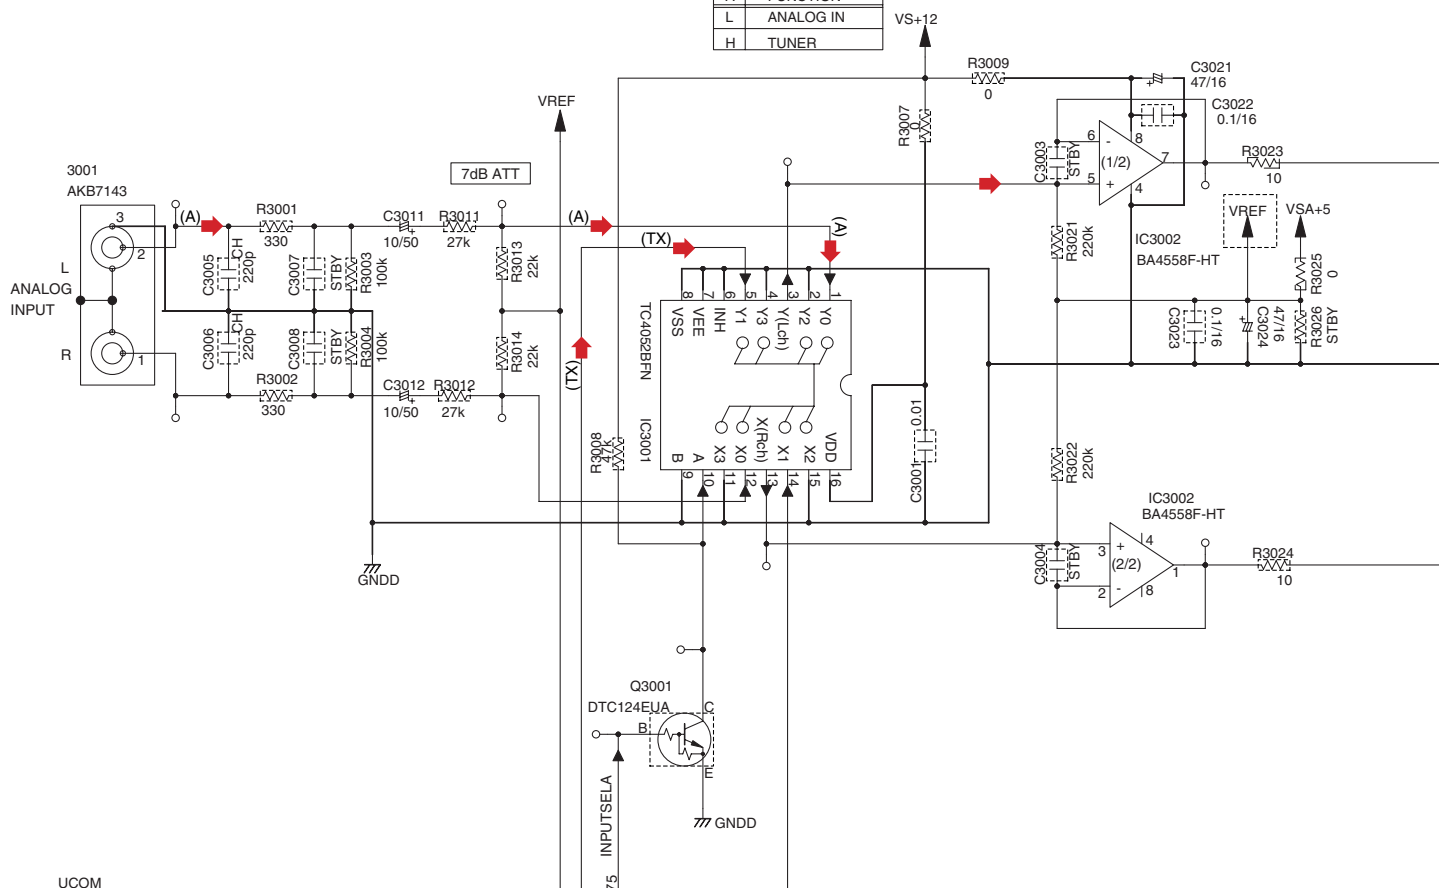 L ANALOG IN
H TUNER
VS+12
R3009
0
C3021
47/16
C3022
0.1/16
VREF
R3007
0
3001
AKB7143
7dB ATT
C3003
STBY
6
-
8
(1/2)
7
5
+
4
R3023
10
3
(A)
R3001
330
C3011
10/50
R3011
27k
(A)
(TX)
(A)
2
L
ANALOG
INPUT
R
1
C3005
CH
220p
C3007
STBY
R3003
100k
R3013
22k
R3021
220k
IC3002
BA4558F-HT
VREF
VSA+5
R3025
0
C3006
CH
220p
C3008
STBY
R3004
100k
R3014
22k
(TX)
8 7 6 5 4 3 2 1
VSS VEE INH Y1 Y3 Y(Lch) Y2 Y0
TC4052BFN
IC3001
C3023
0.1/16
C3024
47/16
R3026
STBY
R3002
330
C3012
10/50
R3012
27k
R3008
47k
B A X3 X0 X(Rch) X1 X2 VDD
9 10 11 12 13 14 15 16
C3001
0.01
R3022
220k
IC3002
BA4558F-HT
GNDD
C3004
STBY
3
+
4
(2/2)
1
2
-
8
R3024
10
Q3001
DTC124EUA
C
B
E
INPUTSELA
GNDD
75
UCOM